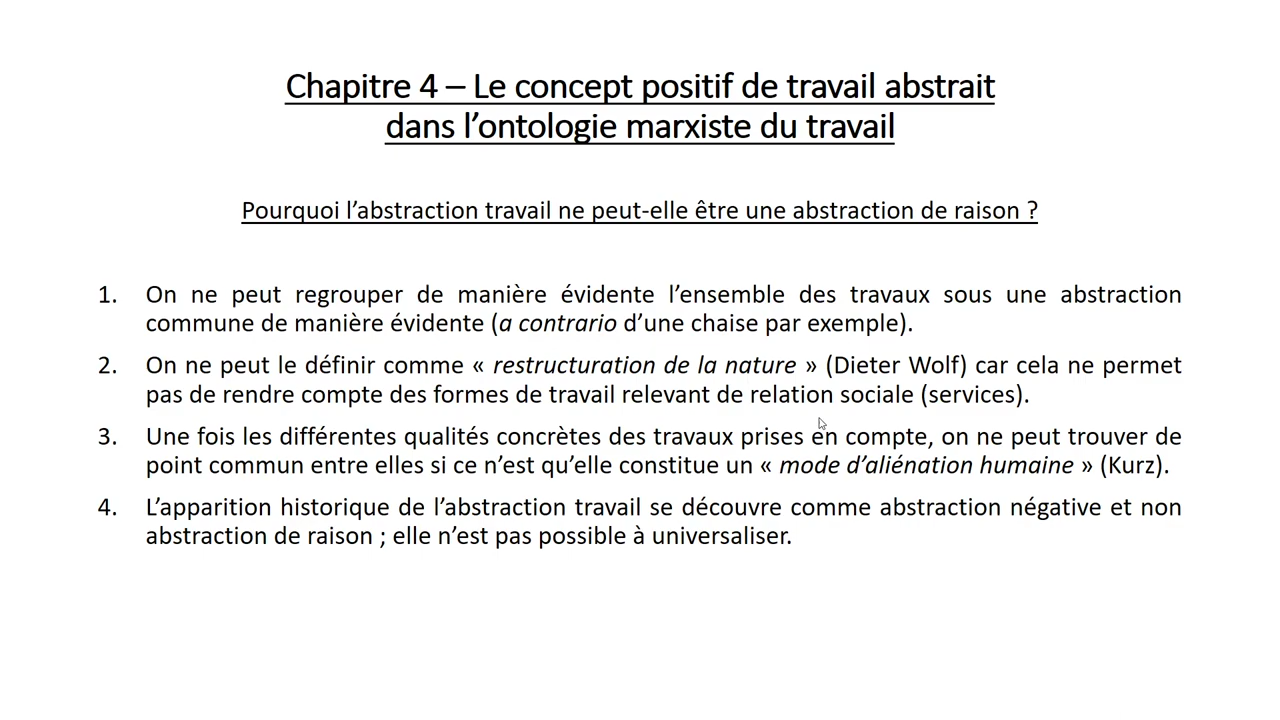 Chapitre 4 – Le concept positif de travail abstrait
dans l’ontologie marxiste du travail
Pourquoi l’abstraction travail ne peut-elle être une abstraction de raison ?
1. On ne peut regrouper de manière évidente l’ensemble des travaux sous une abstraction
commune de manière évidente (a contrario d’une chaise par exemple).
2. On ne peut le définir comme « restructuration de la nature » (Dieter Wolf) car cela ne permet
pas de rendre compte des formes de travail relevant de relation sociale (services).
3. Une fois les différentes qualités concrètes des travaux prises en compte, on ne peut trouver de
point commun entre elles si ce n’est qu’elle constitue un « mode d’aliénation humaine » (Kurz).
4. L’apparition historique de l’abstraction travail se découvre comme abstraction négative et non
abstraction de raison ; elle n’est pas possible à universaliser.